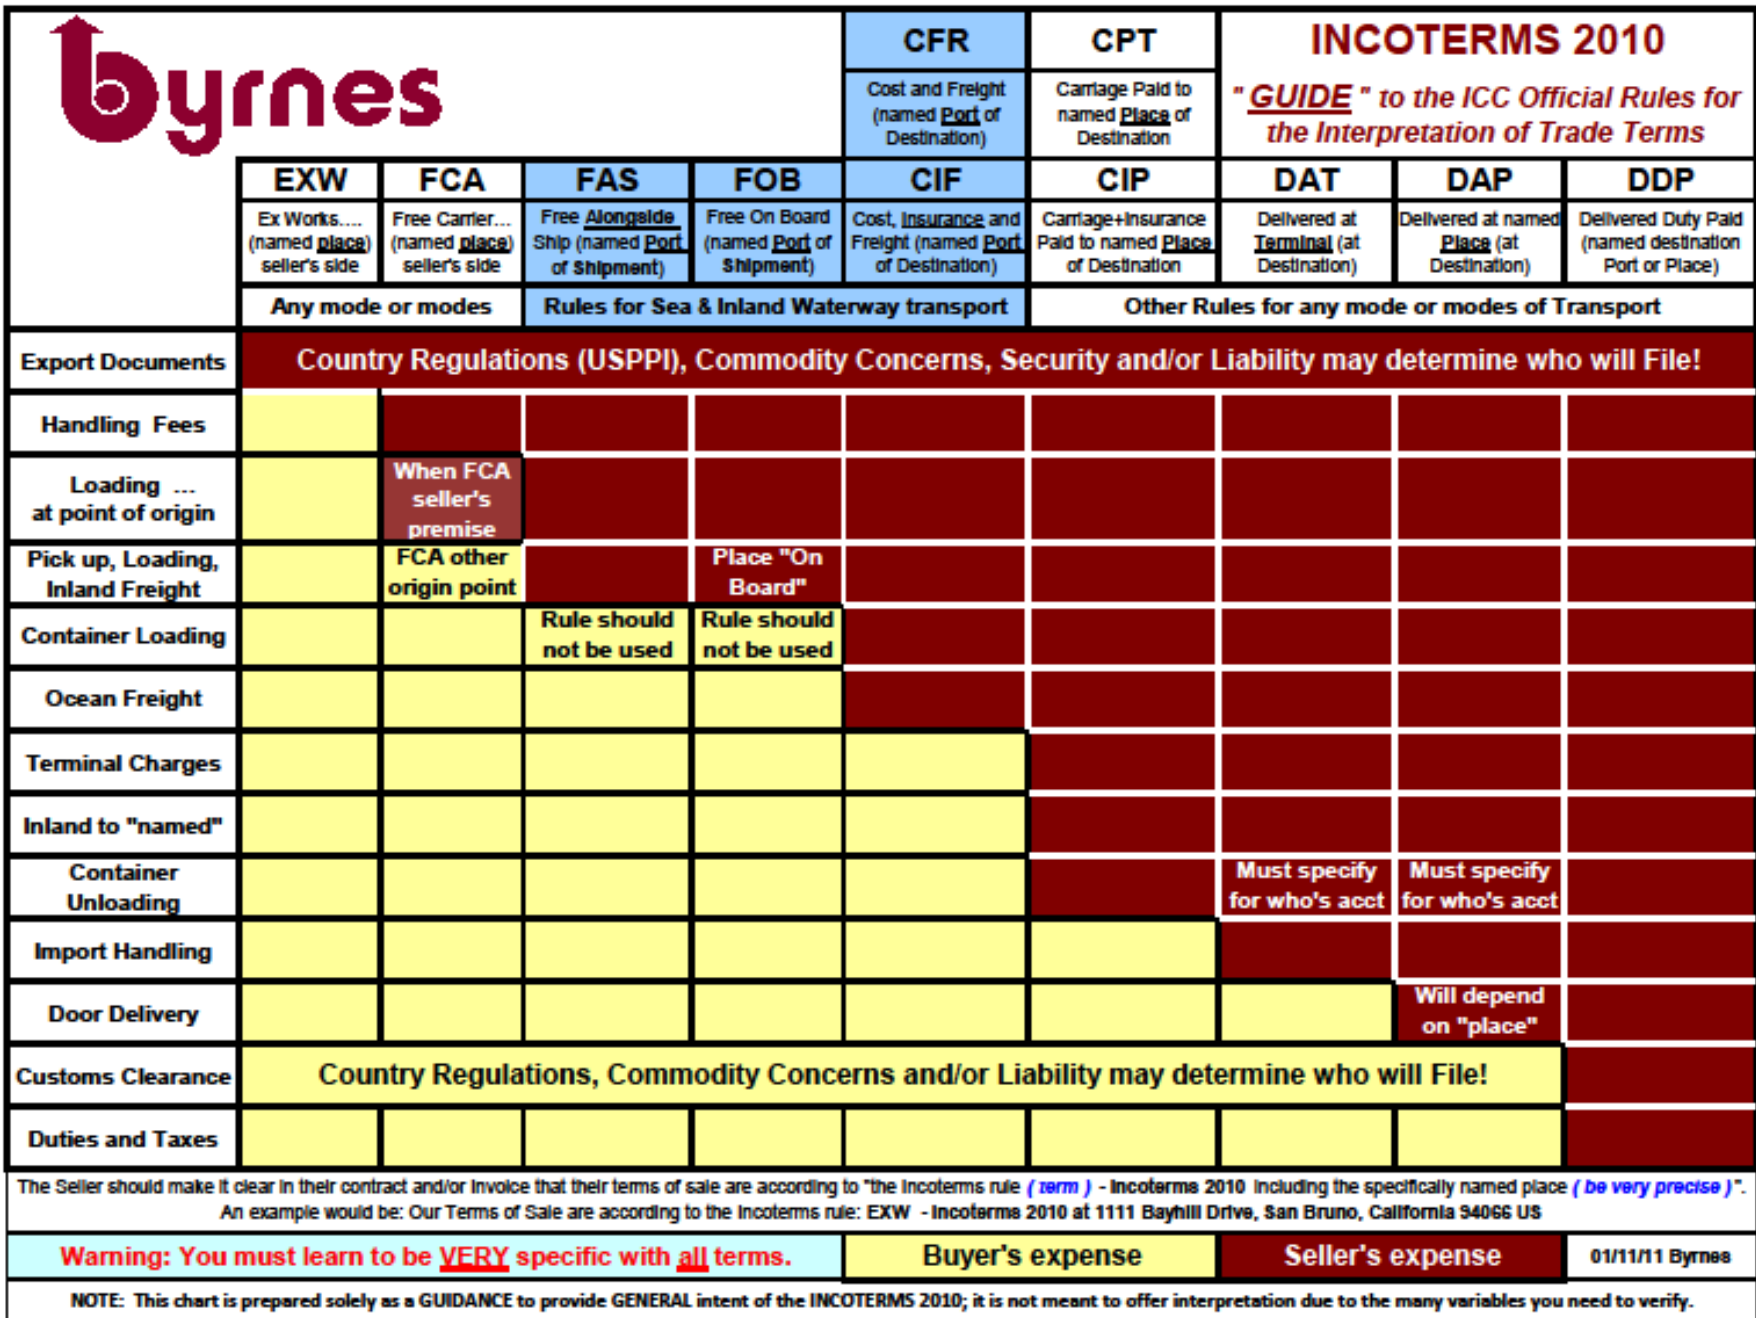 byrnes
CFR
CPT
INCOTERMS 2010
Cost and Freight
(named Port of
Destination)
Carriage Paid to
named Place of
Destination
" GUIDE " to the ICC Official Rules for
the Interpretation of Trade Terms
EXW
FCA
FAS
FOB
CIF
CIP
DAT
DAP
DDP
Ex Works....
(named place)
seller's side
Free Carrier...
(named place)
seller's side
Free Alongside
Ship (named Port
of Shipment)
Free On Board
(named Port of
Shipment)
Cost, Insurance and
Freight (named Port
of Destination)
Carriage+Insurance
Paid to named Place
of Destination
Delivered at
Terminal (at
Destination)
Delivered at named
Place (at
Destination)
Delivered Duty Paid
(named destination
Port or Place)
Any mode or modes
Rules for Sea & Inland Waterway transport
Other Rules for any mode or modes of Transport
Export Documents
Country Regulations (USPPI), Commodity Concerns, Security and/or Liability may determine who will File!
Handling Fees
Loading ...
at point of origin
When FCA
seller's
premise
Pick up, Loading,
Inland Freight
FCA other
origin point
Place "On
Board"
Container Loading
Rule should
not be used
Rule should
not be used
Ocean Freight
Terminal Charges
Inland to "named"
Container
Unloading
Must specify
for who's acct
Must specify
for who's acct
Import Handling
Door Delivery
Will depend
on "place"
Customs Clearance
Country Regulations, Commodity Concerns and/or Liability may determine who will File!
Duties and Taxes
The Seller should make it clear in their contract and/or invoice that their terms of sale are according to "the Incoterms rule ( term ) - Incoterms 2010 including the specifically named place ( be very precise )".
An example would be: Our Terms of Sale are according to the Incoterms rule: EXW - Incoterms 2010 at 1111 Bayhill Drive, San Bruno, California 94066 US
Warning: You must learn to be VERY specific with all terms.
Buyer's expense
Seller's expense
01/11/11 Byrnes
NOTE: This chart is prepared solely as a GUIDANCE to provide GENERAL intent of the INCOTERMS 2010; it is not meant to offer interpretation due to the many variables you need to verify.